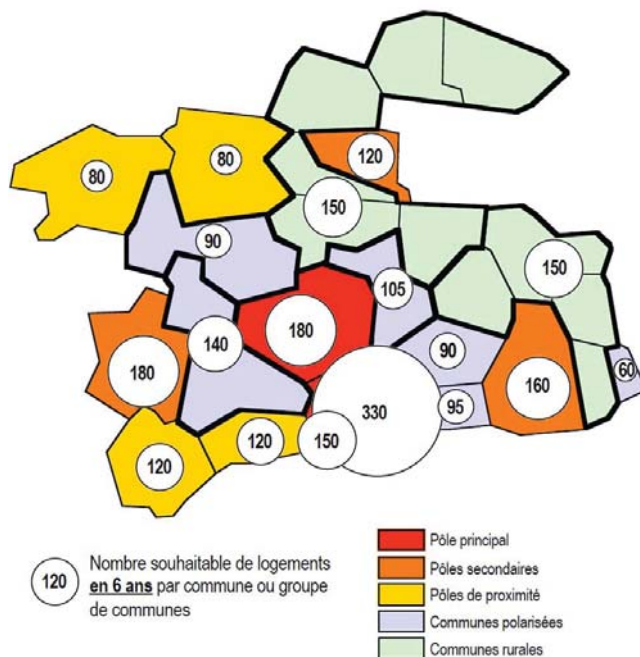 120
80
80
150
90
150
105
180
140
90
60
180
160
330
95
120
150
120
120
Nombre souhaitable de logements
en 6 ans par commune ou groupe
de communes
Pôle principal
Pôles secondaires
Pôles de proximité
Communes polarisées
Communes rurales